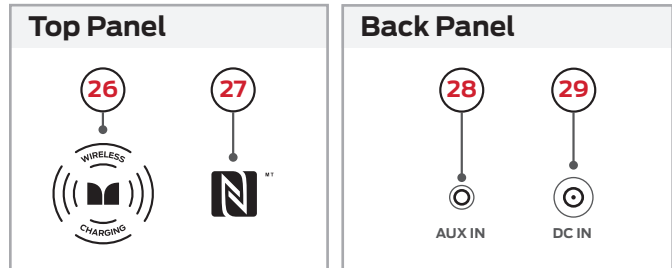 Top Panel
26
27
WIRELESS
CHARGING
N
MT
Back Panel
28
29
AUX IN
DC IN